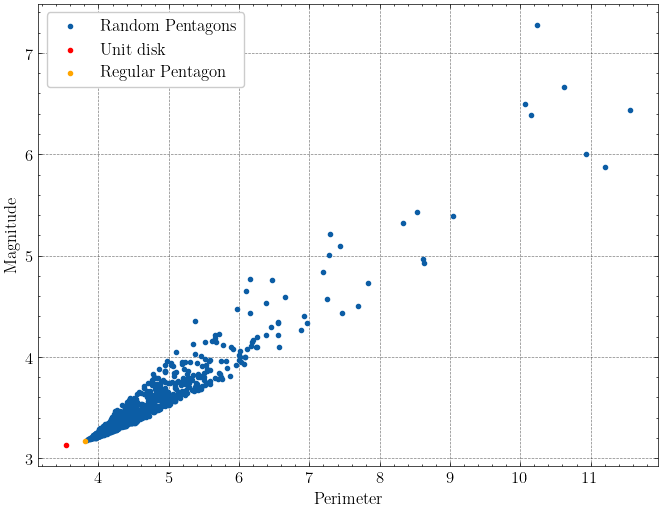 Random Pentagons
Unit disk
Regular Pentagon
7
6
5
4
3
Magnitude
4 5 6 7 8 9 10 11
Perimeter